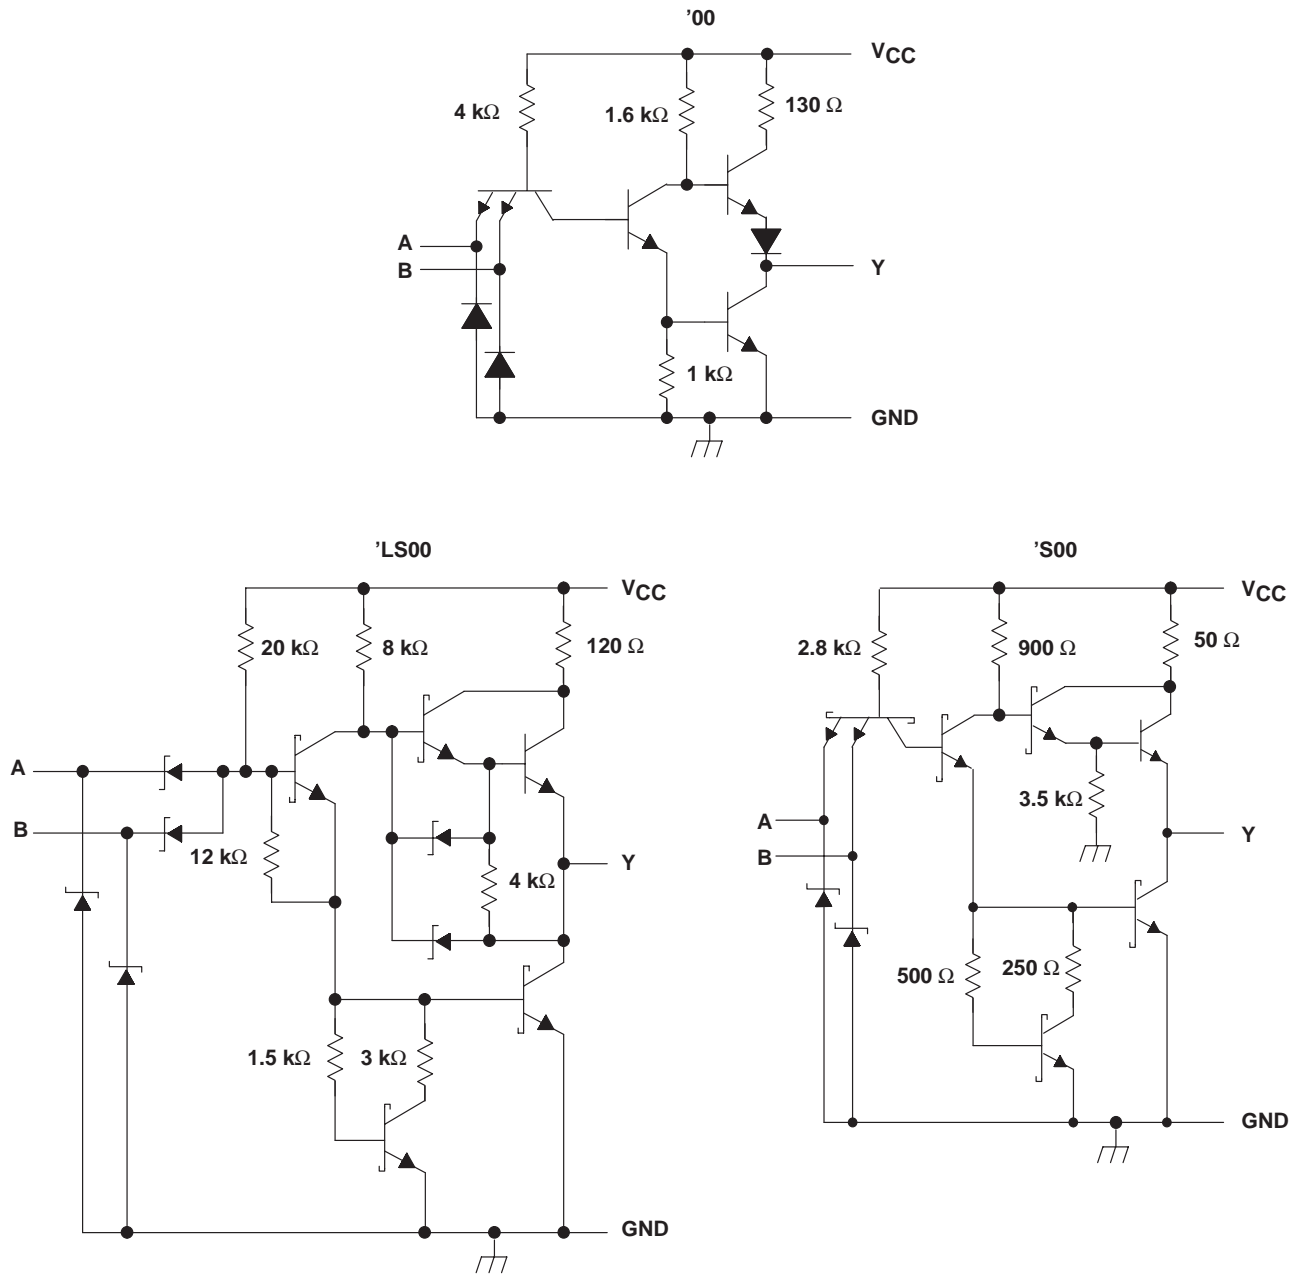 ’00
VCC
4 kΩ
1.6 kΩ
130 Ω
A
B
Y
1 kΩ
GND
’LS00
VCC
20 kΩ
8 kΩ
120 Ω
A
B
12 kΩ
4 kΩ
Y
1.5 kΩ
3 kΩ
GND
’S00
VCC
2.8 kΩ
900 Ω
50 Ω
3.5 kΩ
A
B
Y
500 Ω
250 Ω
GND